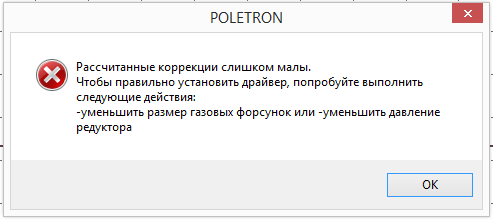 POLETRON
Рассчитанные коррекции слишком малы.
Чтобы правильно установить драйвер, попробуйте выполнить
следующие действия:
-уменьшить размер газовых форсунок или -уменьшить давление
редуктора
OK